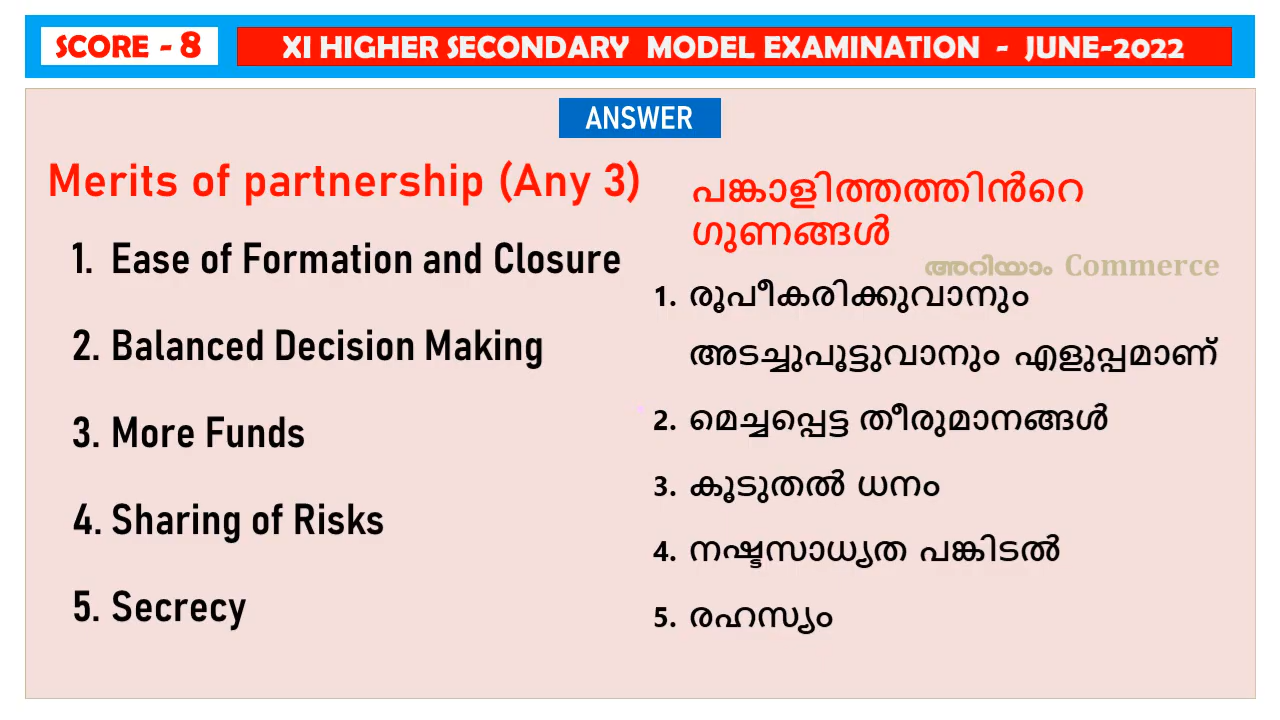 SCORE - 8
XI HIGHER SECONDARY MODEL EXAMINATION - JUNE-2022
ANSWER
Merits of partnership (Any 3)
1. Ease of Formation and Closure
2. Balanced Decision Making
3. More Funds
4. Sharing of Risks
5. Secrecy
പങ്കാളിത്തത്തിൻറെ
ഗുണങ്ങൾ
അറിയാം Commerce
1. രൂപീകരിക്കുവാനും
അടച്ചുപൂട്ടുവാനും എളുപ്പമാണ്
2. മെച്ചപ്പെട്ട തീരുമാനങ്ങൾ
3. കൂടുതൽ ധനം
4. നഷ്ടസാധ്യത പങ്കിടൽ
5. രഹസ്യം